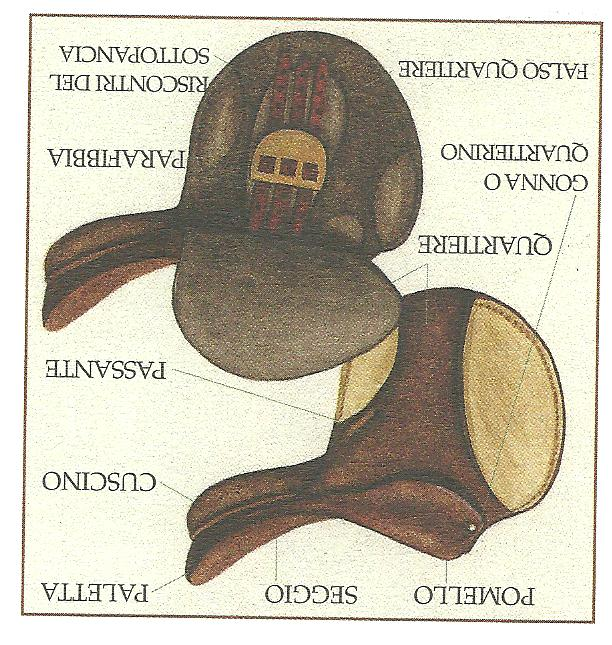 POMELLO
SEGGIO
PALETTA
CUSCINO
PASSANTE
QUARTIERE
GONNA O
QUARTIERINO
PARAFIBBIA
FALSO QUARTIERE
RISCONTRI DEL
SOTTOPANCIA